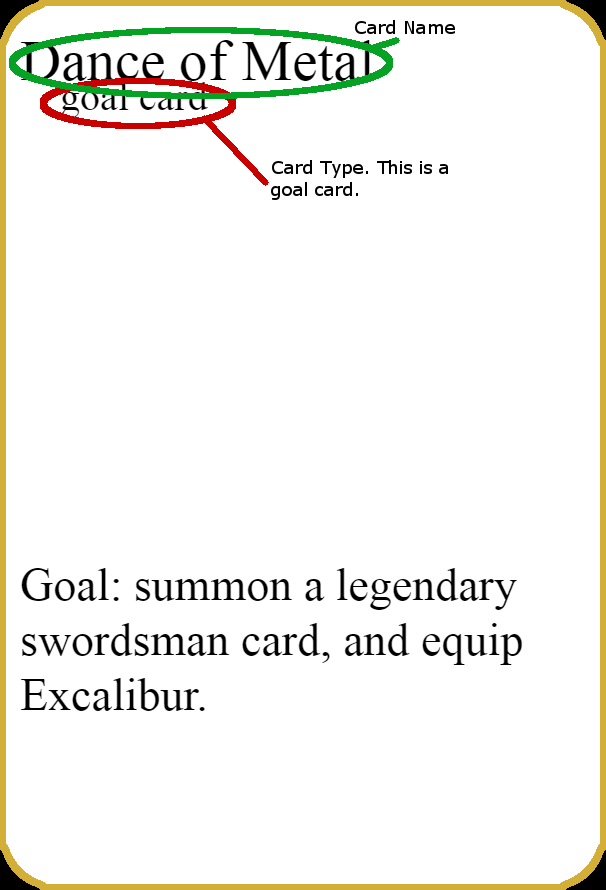 Card Name
Dance of Metal
goal card
Card Type. This is a
goal card.
Goal: summon a legendary
swordsman card, and equip
Excalibur.